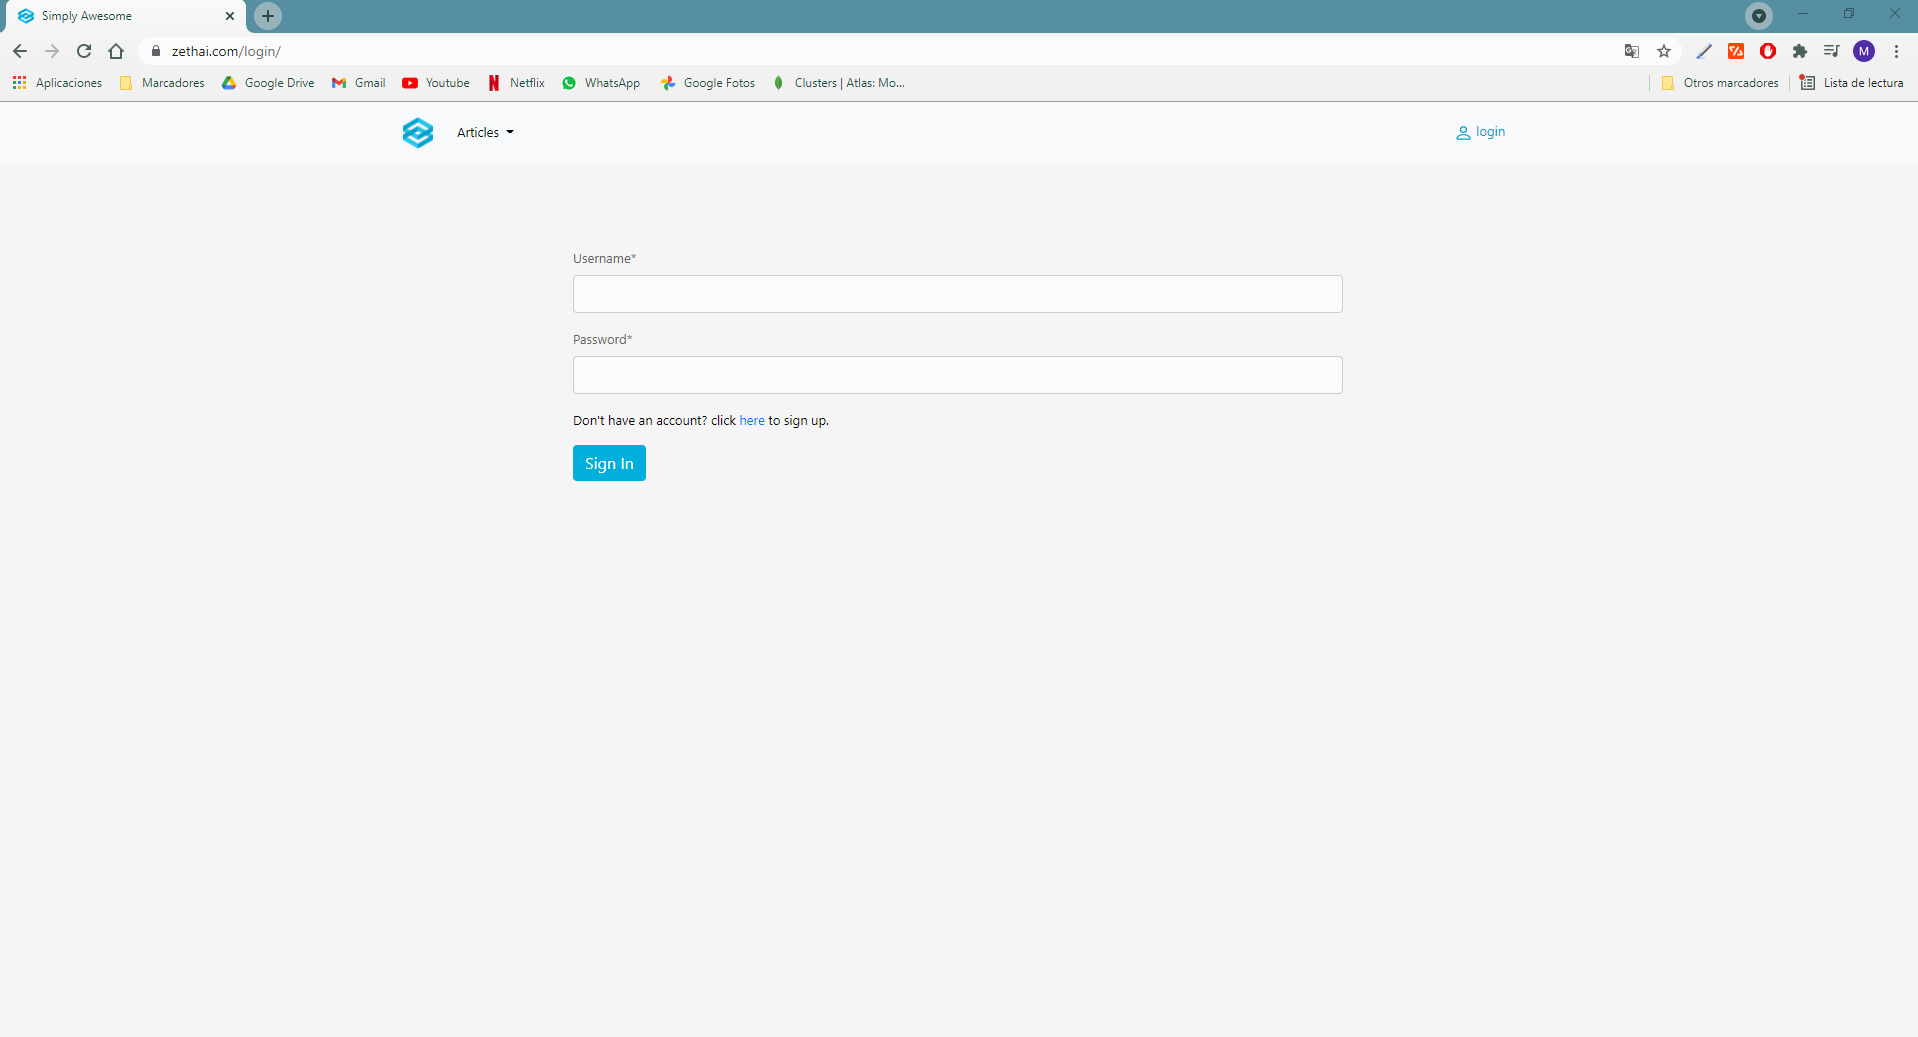 Simply Awesome
zethai.com/login/
M
Aplicaciones Marcadores Google Drive Gmail Youtube Netflix WhatsApp Google Fotos Clusters | Atlas: Mo... Otros marcadores Lista de lectura
Articles login
Username*
Password*
Don't have an account? click here to sign up.
Sign In